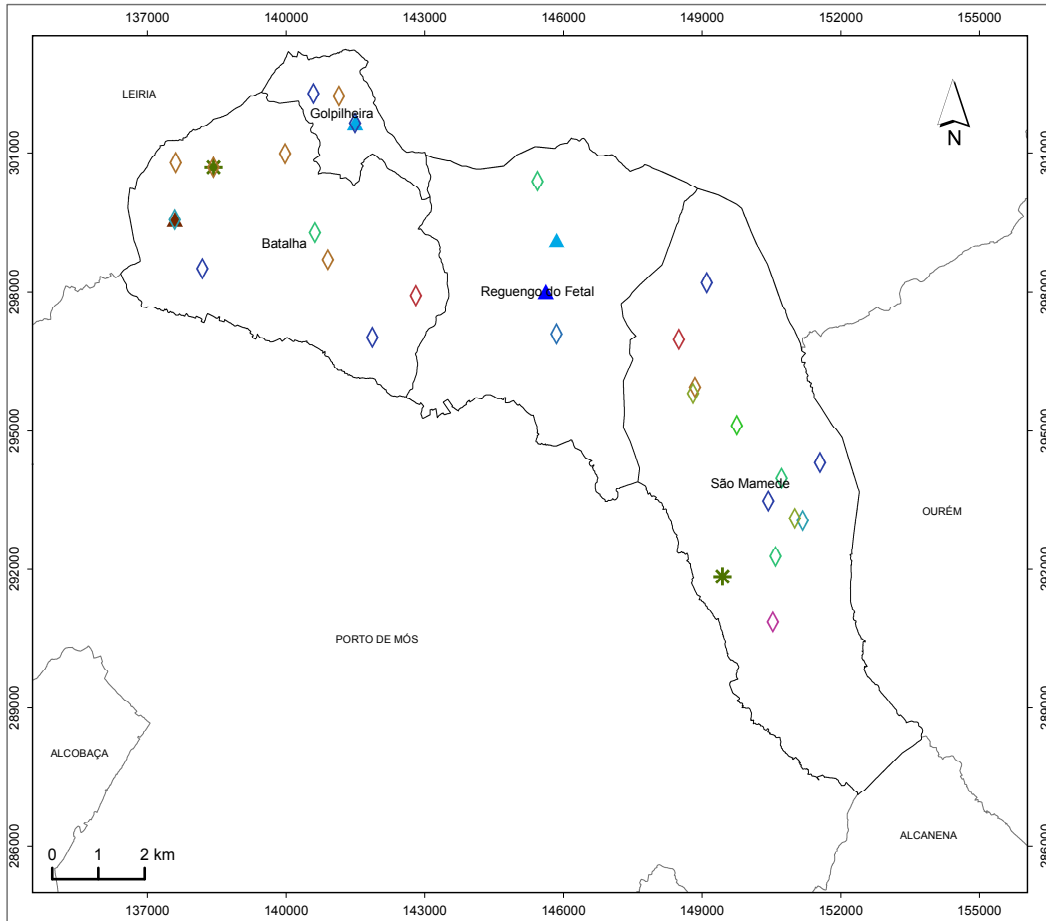 137000 140000 143000 146000 149000 152000 155000
LEIRIA
Golpilheira
N
301000 301000
Batalha
298000 Reguengo do Fetal 298000
295000 295000
São Mamede
OURÉM
292000 292000
PORTO DE MÓS
289000 289000
ALCOBAÇA
ALCANENA
286000 286000
0 1 2 km
137000 140000 143000 146000 149000 152000 155000